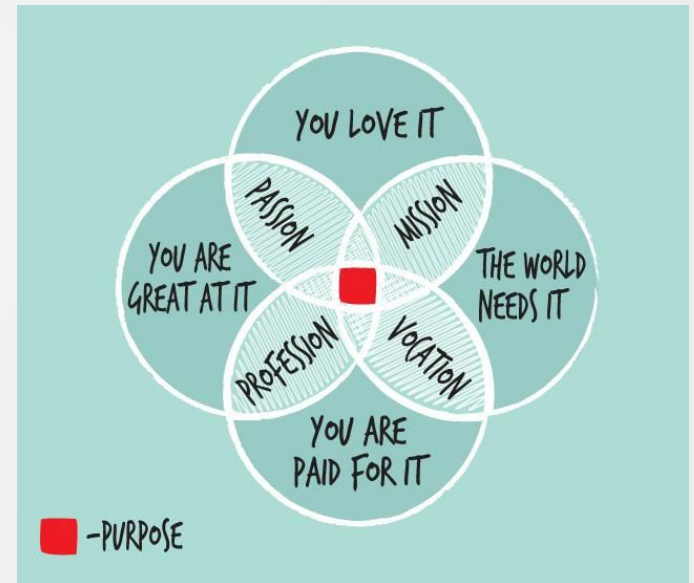 YOU LOVE IT
PASSION
MISSION
YOU ARE
GREAT AT IT
THE WORLD
NEEDS IT
PROFESSION
VOCATION
YOU ARE
PAID FOR IT
-PURPOSE